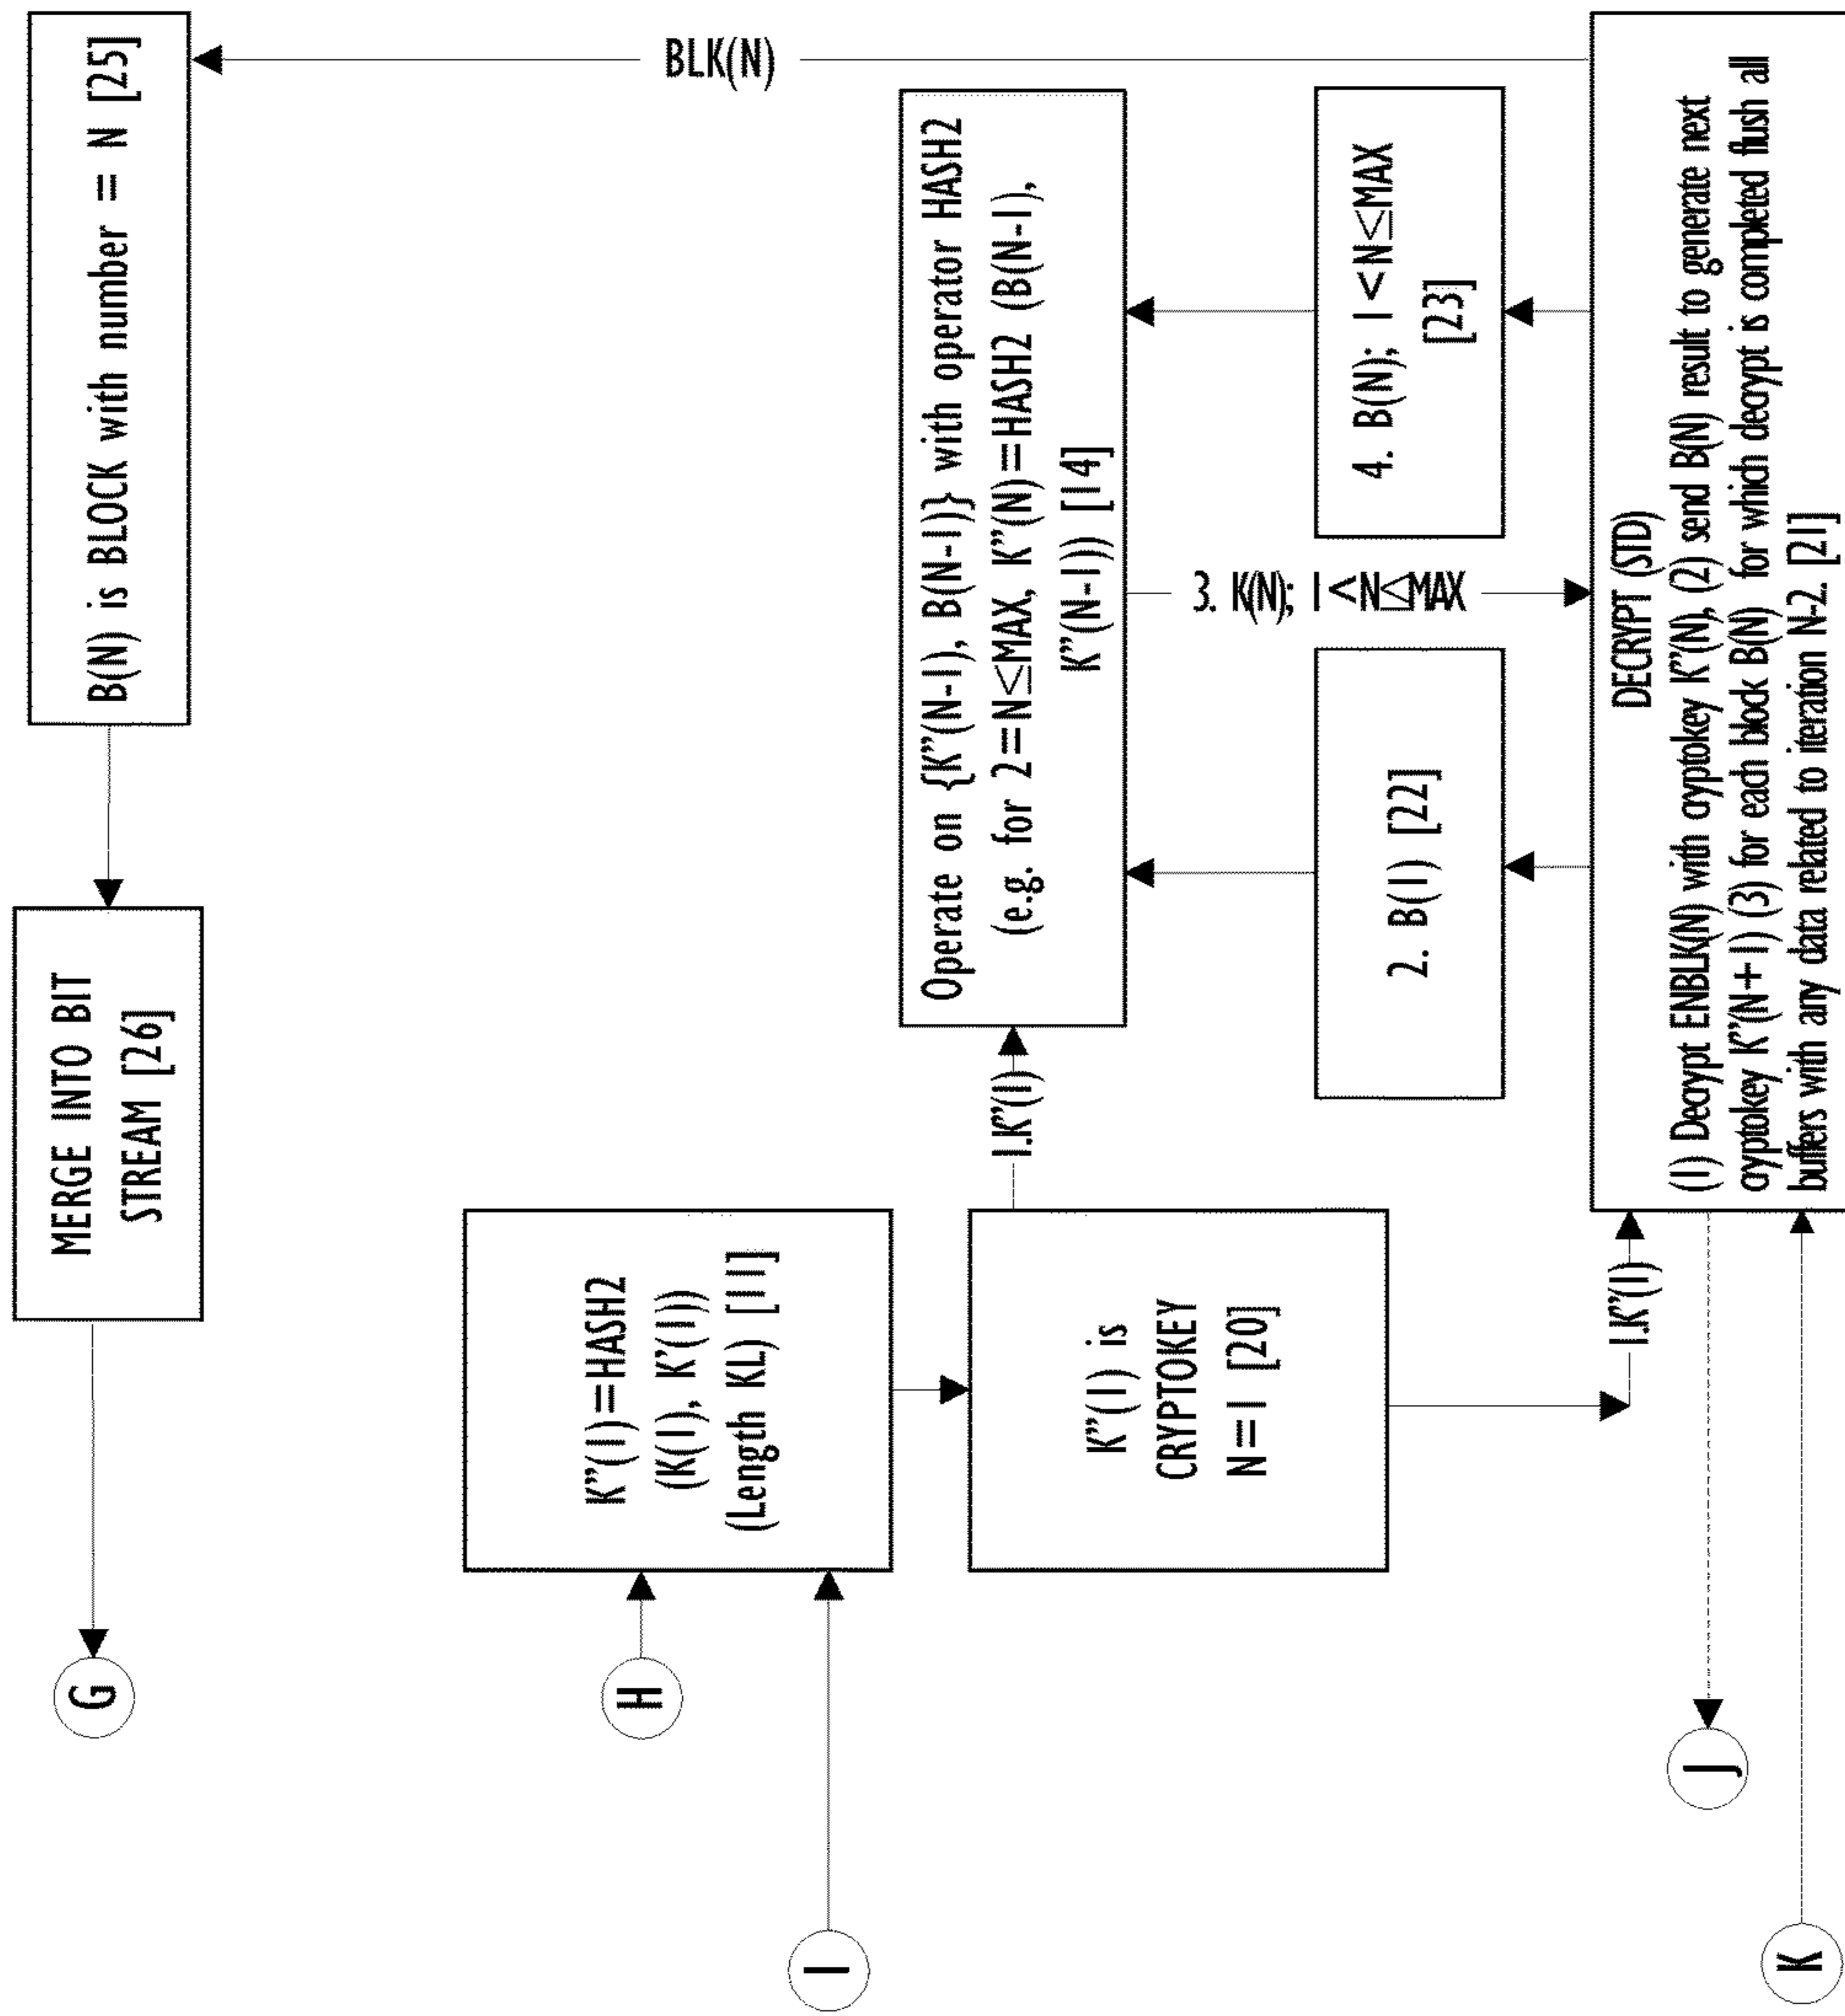 G
MERGE INTO BIT
STREAM [26]
B(N) is BLOCK with number = N [25]
BLK(N)
H
I
K”(1)=HASH2
(K(1), K’(1))
(Length KL) [11]
K”(1) is
CRYPTOKEY
N=1 [20]
1.K”(1)
Operate on {K”(N-1), B(N-1)} with operator HASH2
(e.g. for 2=N≤MAX, K”(N)=HASH2 (B(N-1),
K”(N-1)) [14]
2. B(1) [22]
3. K(N); 1<N≤MAX
4. B(N); 1<N≤MAX
[23]
1.K”(1)
J
K
DECRYPT (STD)
(1) Decrypt ENBLK(N) with cryptokey K”(N), (2) send B(N) result to generate next
cryptokey K”(N+1) (3) for each block B(N) for which decrypt is completed flush all
buffers with any data related to iteration N-2. [21]